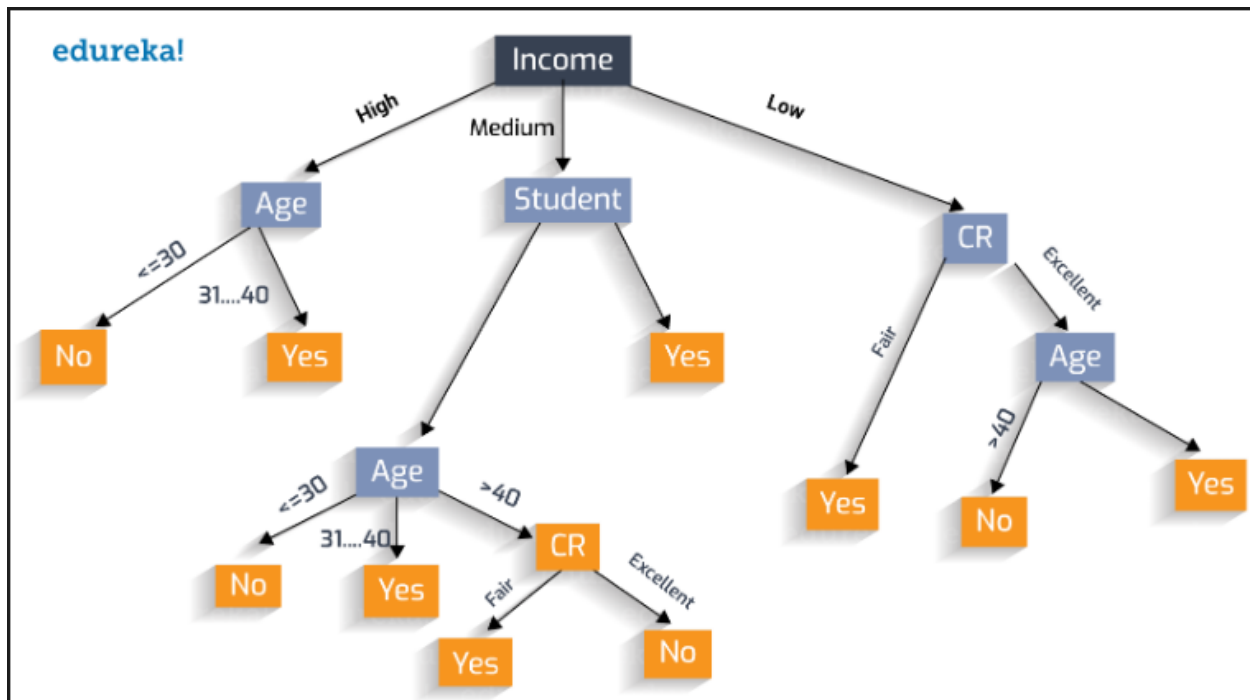 edureka!
Income
High
Medium
Low
Age
Student
CR
<=30
31....40
Excellent
Fair
No
Yes
Yes
Age
>40
Age
<=30
>40
31....40
Yes
No
Yes
CR
No
Yes
Fair
Excellent
Yes
No